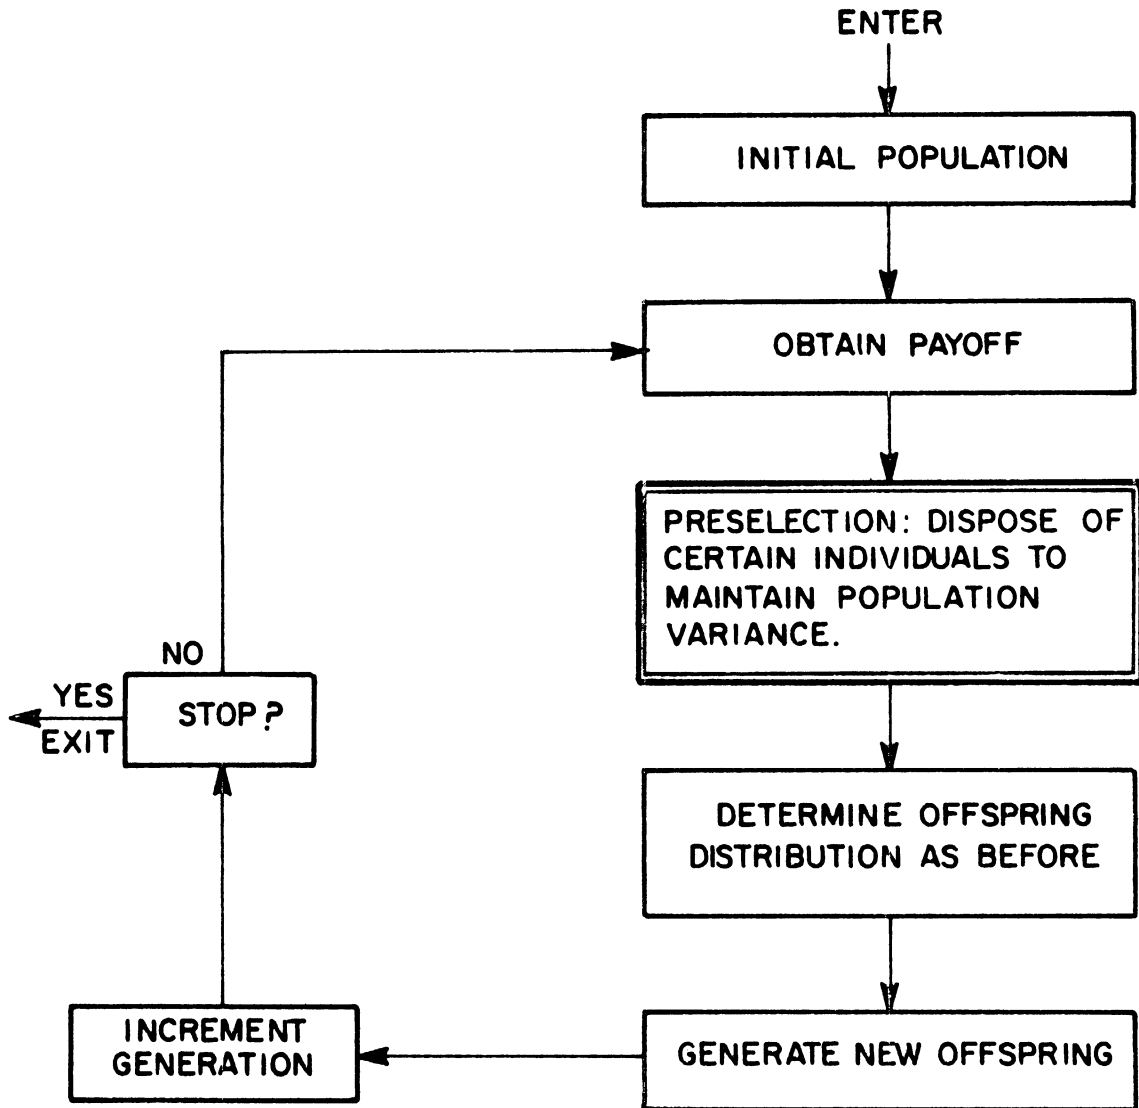 ENTER
INITIAL POPULATION
OBTAIN PAYOFF
PRESELECTION: DISPOSE OF
CERTAIN INDIVIDUALS TO
MAINTAIN POPULATION
VARIANCE.
DETERMINE OFFSPRING
DISTRIBUTION AS BEFORE
GENERATE NEW OFFSPRING
INCREMENT
GENERATION
STOP?
NO
YES
EXIT